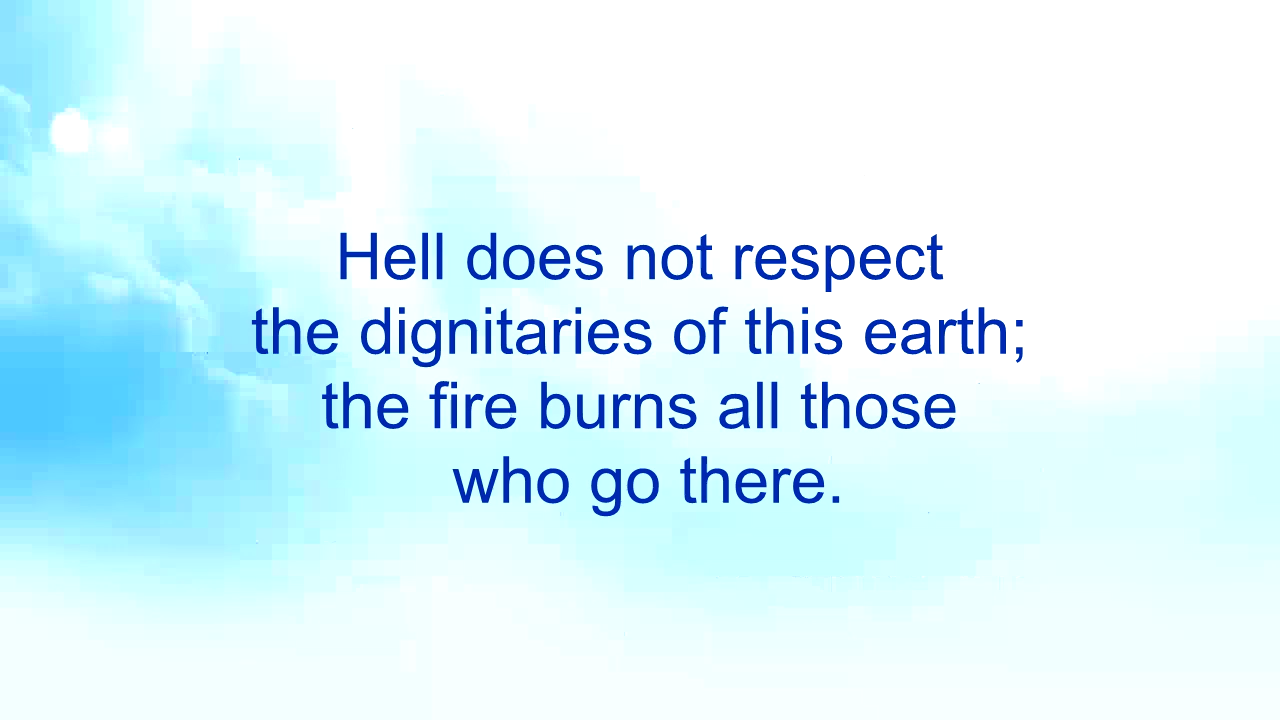 Hell does not respect
the dignitaries of this earth;
the fire burns all those
who go there.